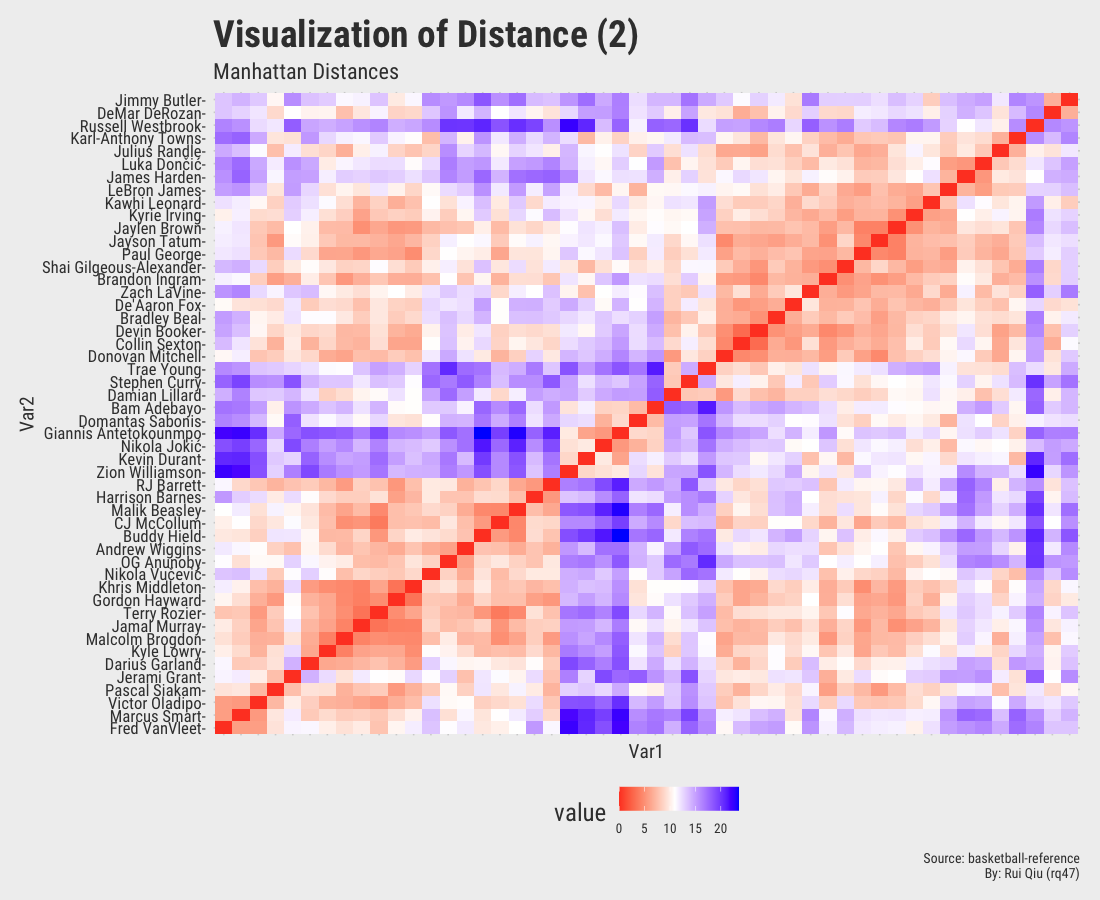 Visualization of Distance (2)
Manhattan Distances
Jimmy Butler-
DeMar DeRozan-
Russell Westbrook-
Karl-Anthony Towns-
Julius Randle-
Luka Dončić-
James Harden-
LeBron James-
Kawhi Leonard-
Kyrie Irving-
Jaylen Brown-
Jayson Tatum-
Paul George-
Shai Gilgeous-Alexander-
Brandon Ingram-
Zach LaVine-
De'Aaron Fox-
Bradley Beal-
Devin Booker-
Collin Sexton-
Donovan Mitchell-
Trae Young-
Stephen Curry-
Damian Lillard-
Bam Adebayo-
Domantas Sabonis-
Giannis Antetokounmpo-
Nikola Jokić-
Kevin Durant-
Zion Williamson-
RJ Barrett-
Harrison Barnes-
Malik Beasley-
CJ McCollum-
Buddy Hield-
Andrew Wiggins-
OG Anunoby-
Nikola Vučević-
Khris Middleton-
Gordon Hayward-
Terry Rozier-
Jamal Murray-
Malcolm Brogdon-
Kyle Lowry-
Darius Garland-
Jerami Grant-
Pascal Siakam-
Victor Oladipo-
Marcus Smart-
Fred VanVleet-
Var2
Var1
value
0 5 10 15 20
Source: basketball-reference
By: Rui Qiu (rq47)